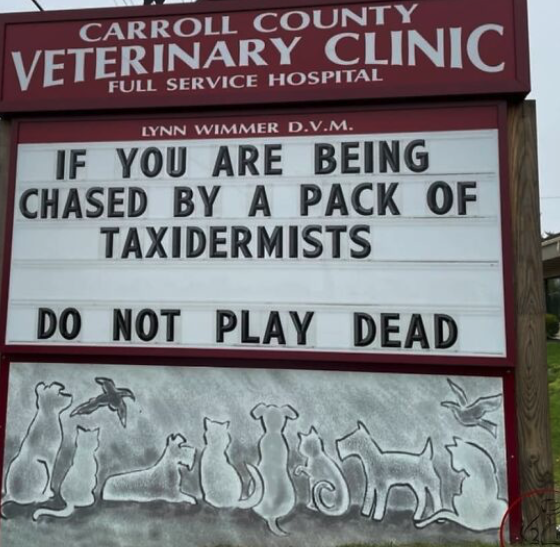 CARROLL COUNTY
VETERINARY CLINIC
FULL SERVICE HOSPITAL
LYNN WIMMER D.V.M.
IF YOU ARE BEING
CHASED BY A PACK OF
TAXIDERMISTS
DO NOT PLAY DEAD